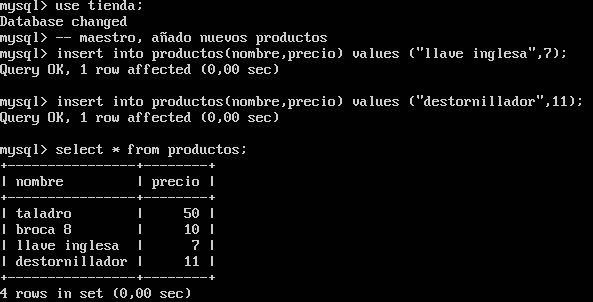 mysql> use tienda;
Database changed
mysql> -- maestro, añado nuevos productos
mysql> insert into productos(nombre,precio) values ("llave inglesa",7);
Query OK, 1 row affected (0,00 sec)

mysql> insert into productos(nombre,precio) values ("destornillador",11);
Query OK, 1 row affected (0,00 sec)

mysql> select * from productos;
+----------------+--------+
| nombre         | precio |
+----------------+--------+
| taladro        |     50 |
| broca 8        |     10 |
| llave inglesa  |      7 |
| destornillador |     11 |
+----------------+--------+
4 rows in set (0,00 sec)